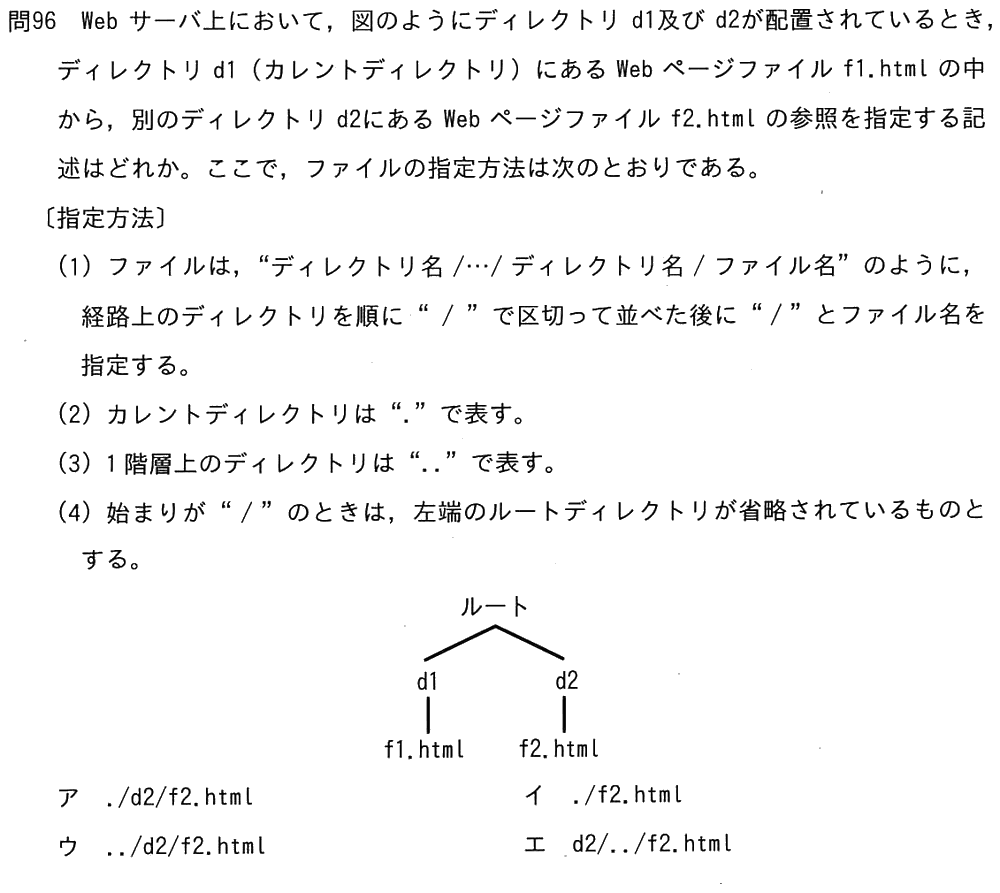 問96 Web サーバ上において，図のようにディレクトリ d1及び d2が配置されているとき，
ディレクトリ d1（カレントディレクトリ）にある Web ページファイル f1.html の中
から，別のディレクトリ d2にある Web ページファイル f2.html の参照を指定する記
述はどれか。ここで，ファイルの指定方法は次のとおりである。
〔指定方法〕
(1) ファイルは，“ディレクトリ名 /…/ ディレクトリ名 / ファイル名” のように，
経路上のディレクトリを順に “ / ” で区切って並べた後に “ / ” とファイル名を
指定する。
(2) カレントディレクトリは “.” で表す。
(3) 1 階層上のディレクトリは “..” で表す。
(4) 始まりが “ / ” のときは，左端のルートディレクトリが省略されているものと
する。
ルート
d1 d2
f1.html f2.html
ア ./d2/f2.html イ ./f2.html
ウ ../d2/f2.html エ d2/../f2.html